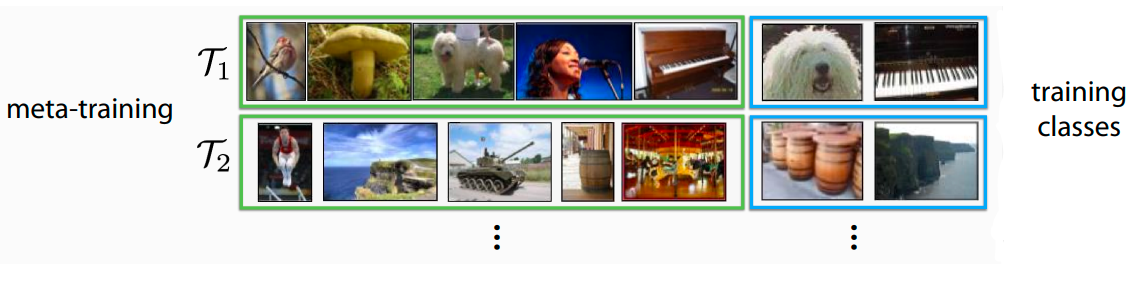 T₁
meta-training
T₂
training
classes